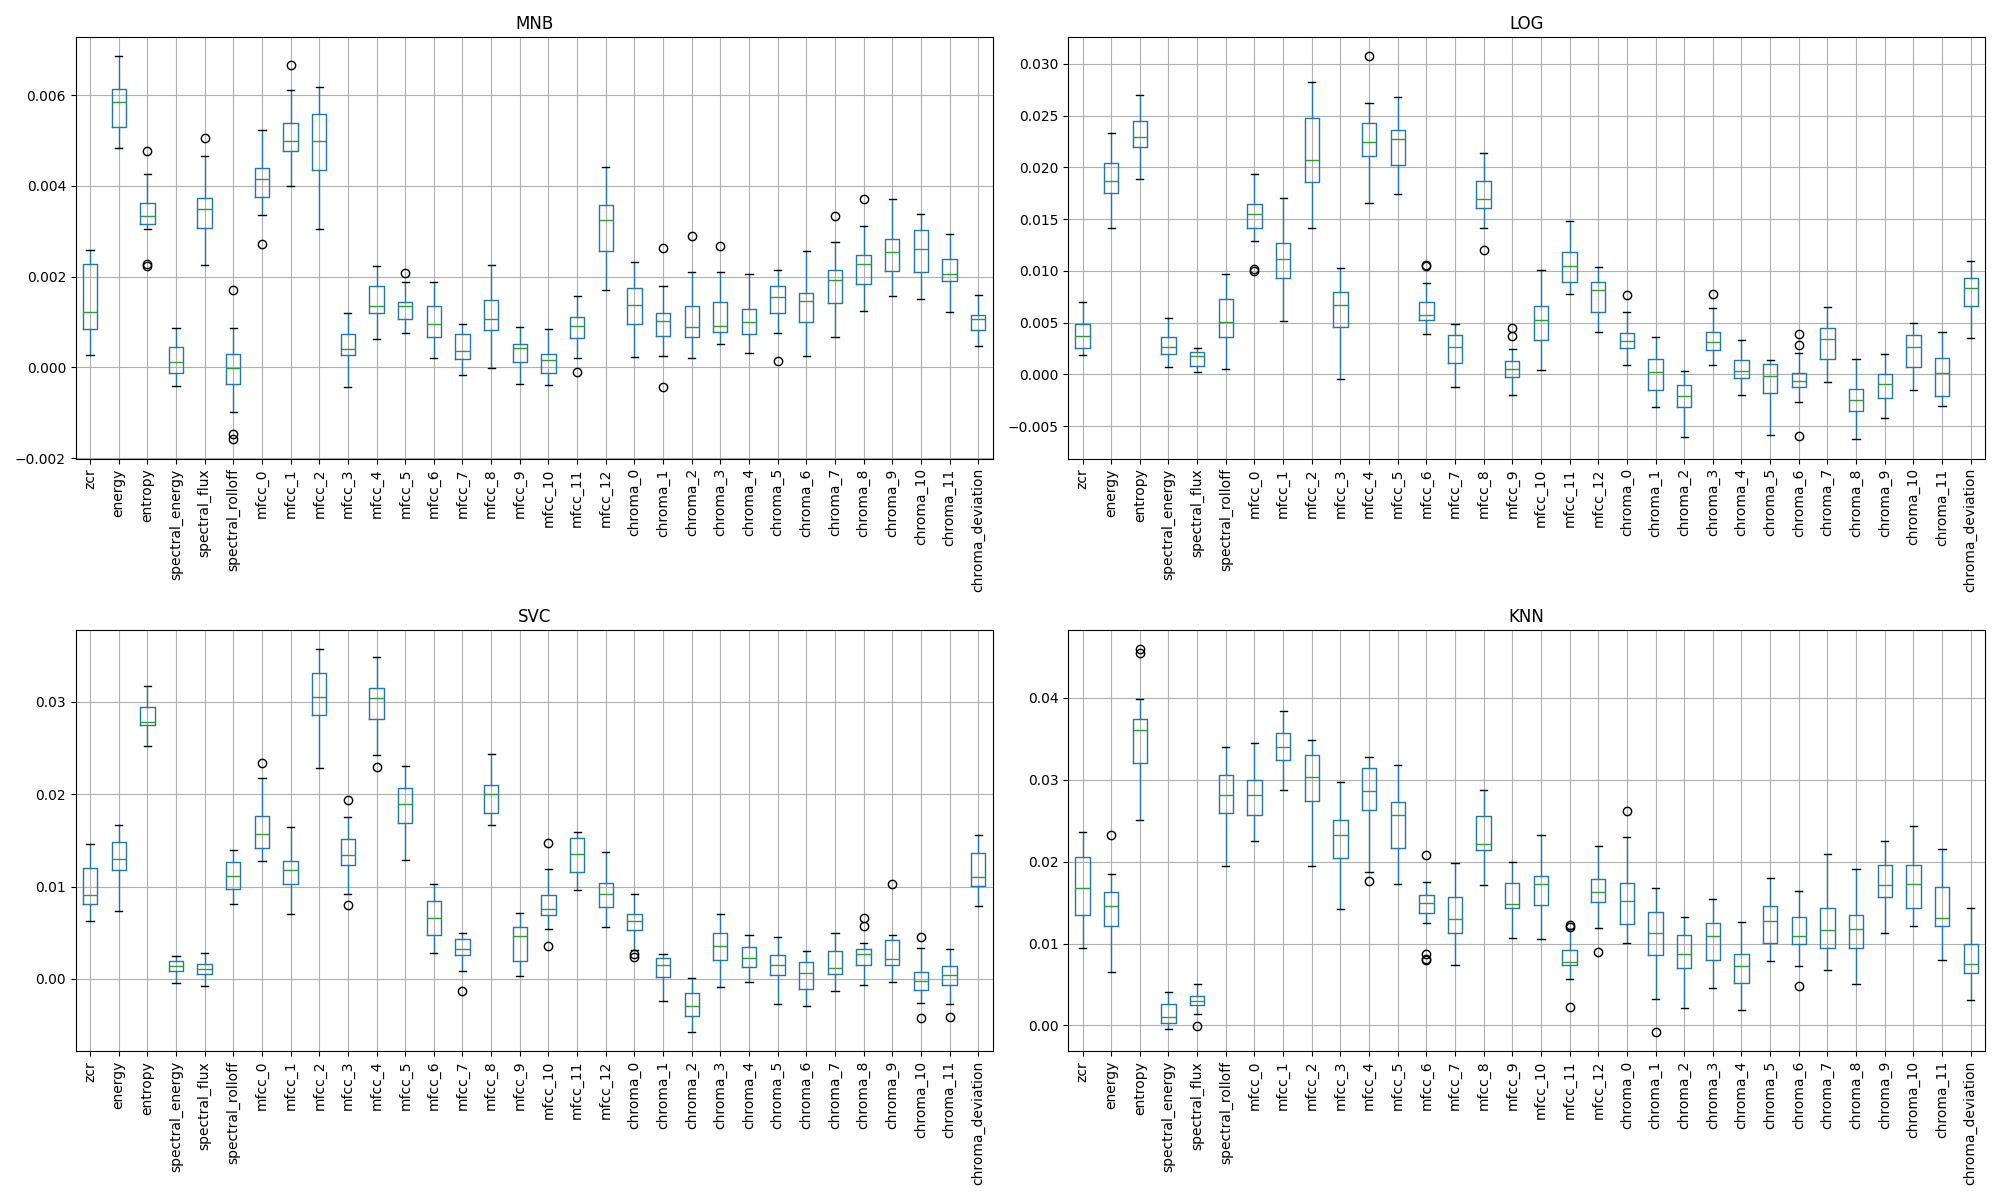 MNB
0.006
0.004
0.002
0.000
−0.002
zcr
energy
entropy
spectral_energy
spectral_flux
spectral_rolloff
mfcc_0
mfcc_1
mfcc_2
mfcc_3
mfcc_4
mfcc_5
mfcc_6
mfcc_7
mfcc_8
mfcc_9
mfcc_10
mfcc_11
mfcc_12
chroma_0
chroma_1
chroma_2
chroma_3
chroma_4
chroma_5
chroma_6
chroma_7
chroma_8
chroma_9
chroma_10
chroma_11
chroma_deviation
LOG
0.030
0.025
0.020
0.015
0.010
0.005
0.000
−0.005
zcr
energy
entropy
spectral_energy
spectral_flux
spectral_rolloff
mfcc_0
mfcc_1
mfcc_2
mfcc_3
mfcc_4
mfcc_5
mfcc_6
mfcc_7
mfcc_8
mfcc_9
mfcc_10
mfcc_11
mfcc_12
chroma_0
chroma_1
chroma_2
chroma_3
chroma_4
chroma_5
chroma_6
chroma_7
chroma_8
chroma_9
chroma_10
chroma_11
chroma_deviation
SVC
0.03
0.02
0.01
0.00
zcr
energy
entropy
spectral_energy
spectral_flux
spectral_rolloff
mfcc_0
mfcc_1
mfcc_2
mfcc_3
mfcc_4
mfcc_5
mfcc_6
mfcc_7
mfcc_8
mfcc_9
mfcc_10
mfcc_11
mfcc_12
chroma_0
chroma_1
chroma_2
chroma_3
chroma_4
chroma_5
chroma_6
chroma_7
chroma_8
chroma_9
chroma_10
chroma_11
chroma_deviation
KNN
0.04
0.03
0.02
0.01
0.00
zcr
energy
entropy
spectral_energy
spectral_flux
spectral_rolloff
mfcc_0
mfcc_1
mfcc_2
mfcc_3
mfcc_4
mfcc_5
mfcc_6
mfcc_7
mfcc_8
mfcc_9
mfcc_10
mfcc_11
mfcc_12
chroma_0
chroma_1
chroma_2
chroma_3
chroma_4
chroma_5
chroma_6
chroma_7
chroma_8
chroma_9
chroma_10
chroma_11
chroma_deviation